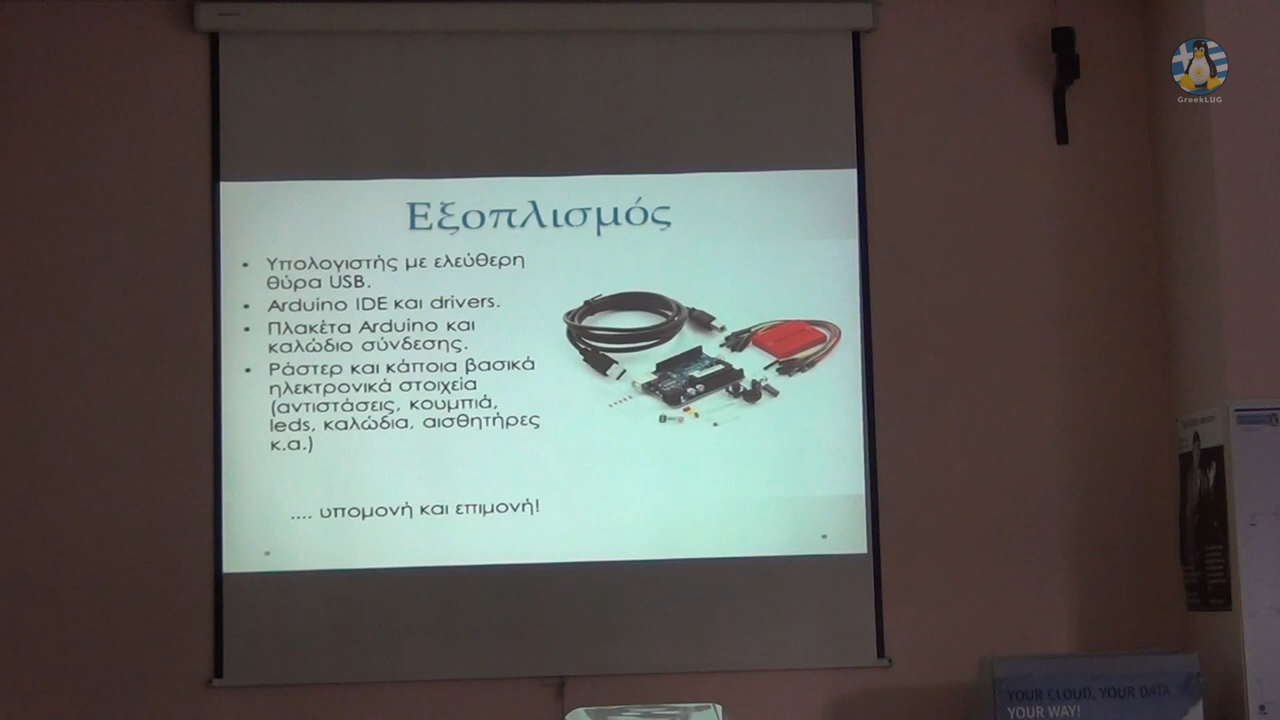 GreekLUG
Εξοπλισμός
• Υπολογιστής με ελεύθερη
θύρα USB.
• Arduino IDE και drivers.
• Πλακέτα Arduino και
καλώδιο σύνδεσης.
• Ράστερ και κάποια βασικά
ηλεκτρονικά στοιχεία
(αντιστάσεις, κουμπιά,
leds, καλώδια, αισθητήρες
κ.α.)
.... υπομονή και επιμονή!
YOUR CLOUD, YOUR DATA
YOUR WAY!